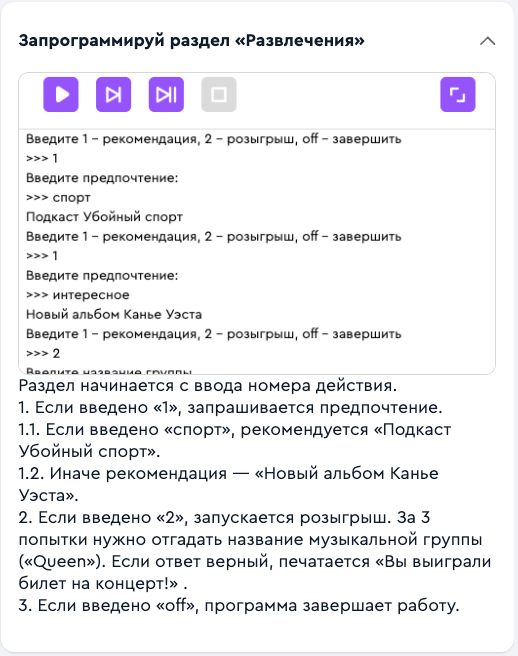 Запрограммируй раздел «Развлечения»
Введите 1 – рекомендация, 2 – розыгрыш, off – завершить
>>> 1
Введите предпочтение:
>>> спорт
Подкаст Убойный спорт
Введите 1 – рекомендация, 2 – розыгрыш, off – завершить
>>> 1
Введите предпочтение:
>>> интересное
Новый альбом Канье Уэста
Введите 1 – рекомендация, 2 – розыгрыш, off – завершить
>>> 2
Введите название группы
Раздел начинается с ввода номера действия.
1. Если введено «1», запрашивается предпочтение.
1.1. Если введено «спорт», рекомендуется «Подкаст
Убойный спорт».
1.2. Иначе рекомендация — «Новый альбом Канье
Уэста».
2. Если введено «2», запускается розыгрыш. За 3
попытки нужно отгадать название музыкальной группы
(«Queen»). Если ответ верный, печатается «Вы выиграли
билет на концерт!» .
3. Если введено «off», программа завершает работу.